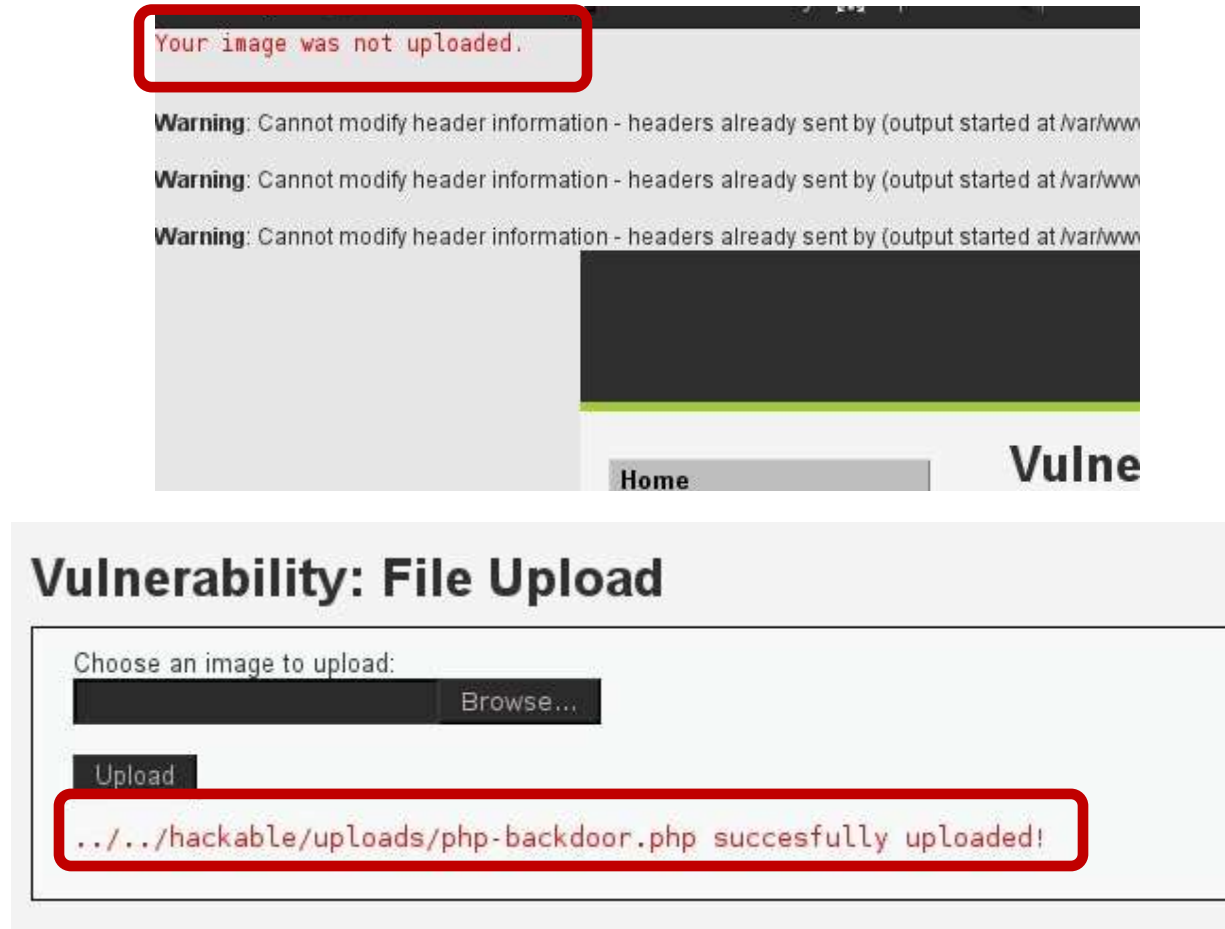 Your image was not uploaded.
Warning: Cannot modify header information - headers already sent by (output started at /var/www
Warning: Cannot modify header information - headers already sent by (output started at /var/www
Warning: Cannot modify header information - headers already sent by (output started at /var/www
Home
Vulne
Vulnerability: File Upload
Choose an image to upload:
Browse...
Upload
../../hackable/uploads/php-backdoor.php succesfully uploaded!